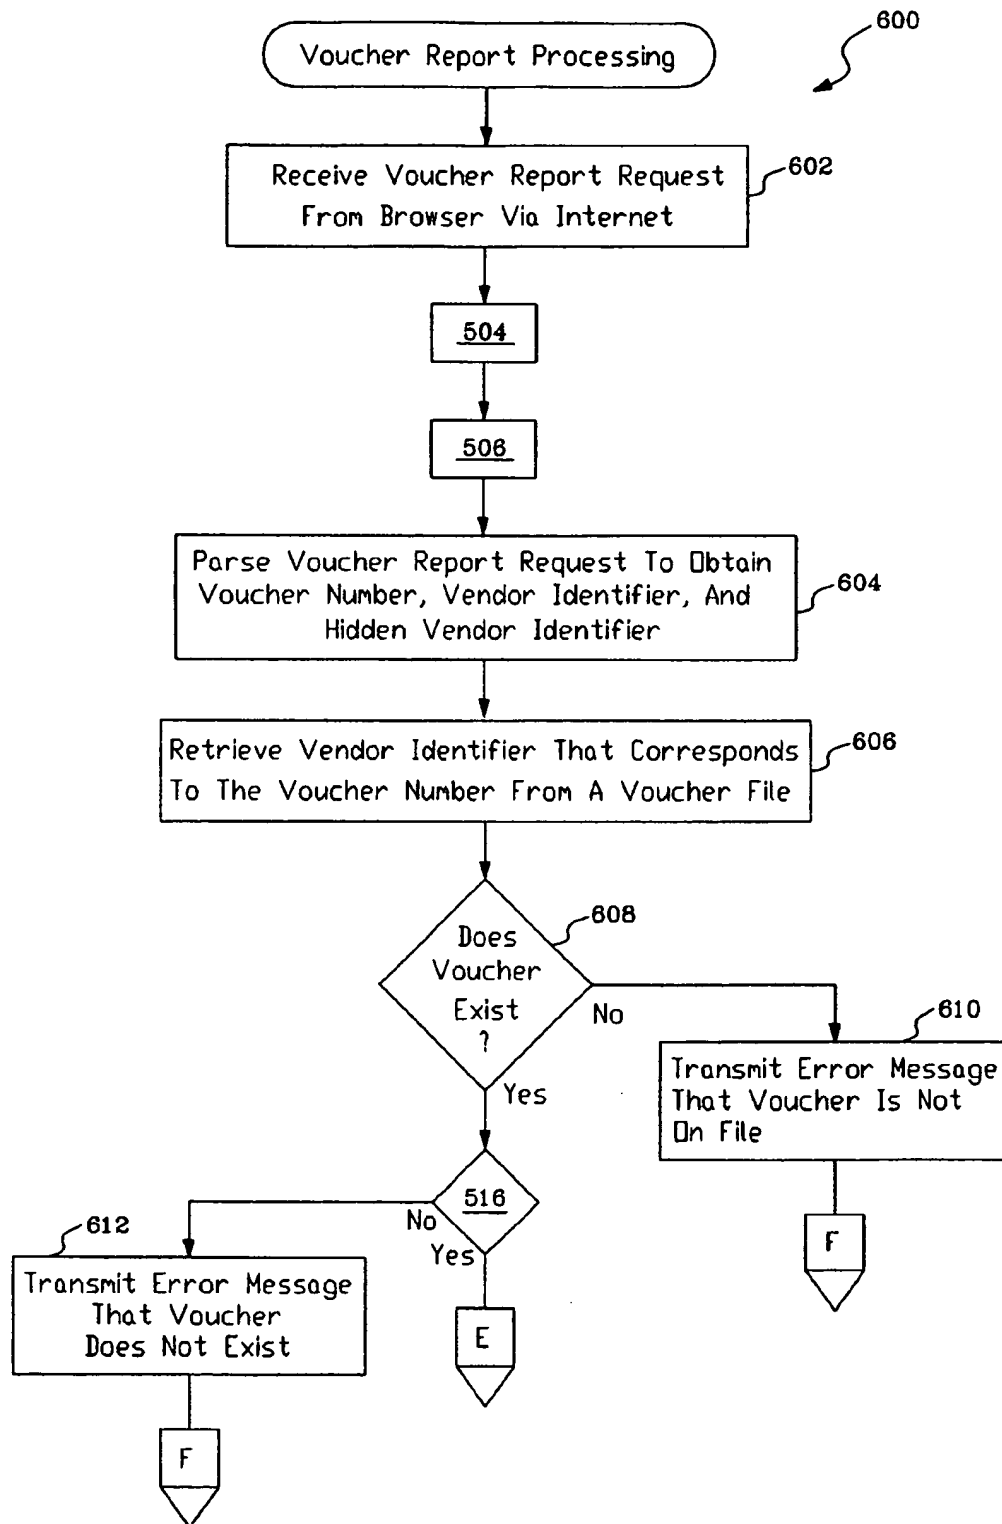 600
Voucher Report Processing
Receive Voucher Report Request
From Browser Via Internet
602
504
506
Parse Voucher Report Request To Obtain
Voucher Number, Vendor Identifier, And
Hidden Vendor Identifier
604
Retrieve Vendor Identifier That Corresponds
To The Voucher Number From A Voucher File
606
Does
Voucher
Exist
?
608
No
Yes
610
Transmit Error Message
That Voucher Is Not
On File
F
516
No
Yes
612
Transmit Error Message
That Voucher
Does Not Exist
E
F